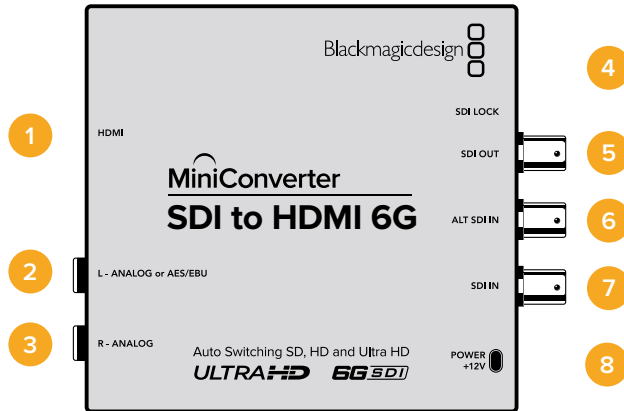 Blackmagicdesign
4
SDI LOCK
1
HDMI
SDI OUT
5
MiniConverter
SDI to HDMI 6G
ALT SDI IN
6
2
L - ANALOG or AES/EBU
SDI IN
7
3
R - ANALOG
Auto Switching SD, HD and Ultra HD
ULTRA HD 6G SDI
POWER
+12V
8